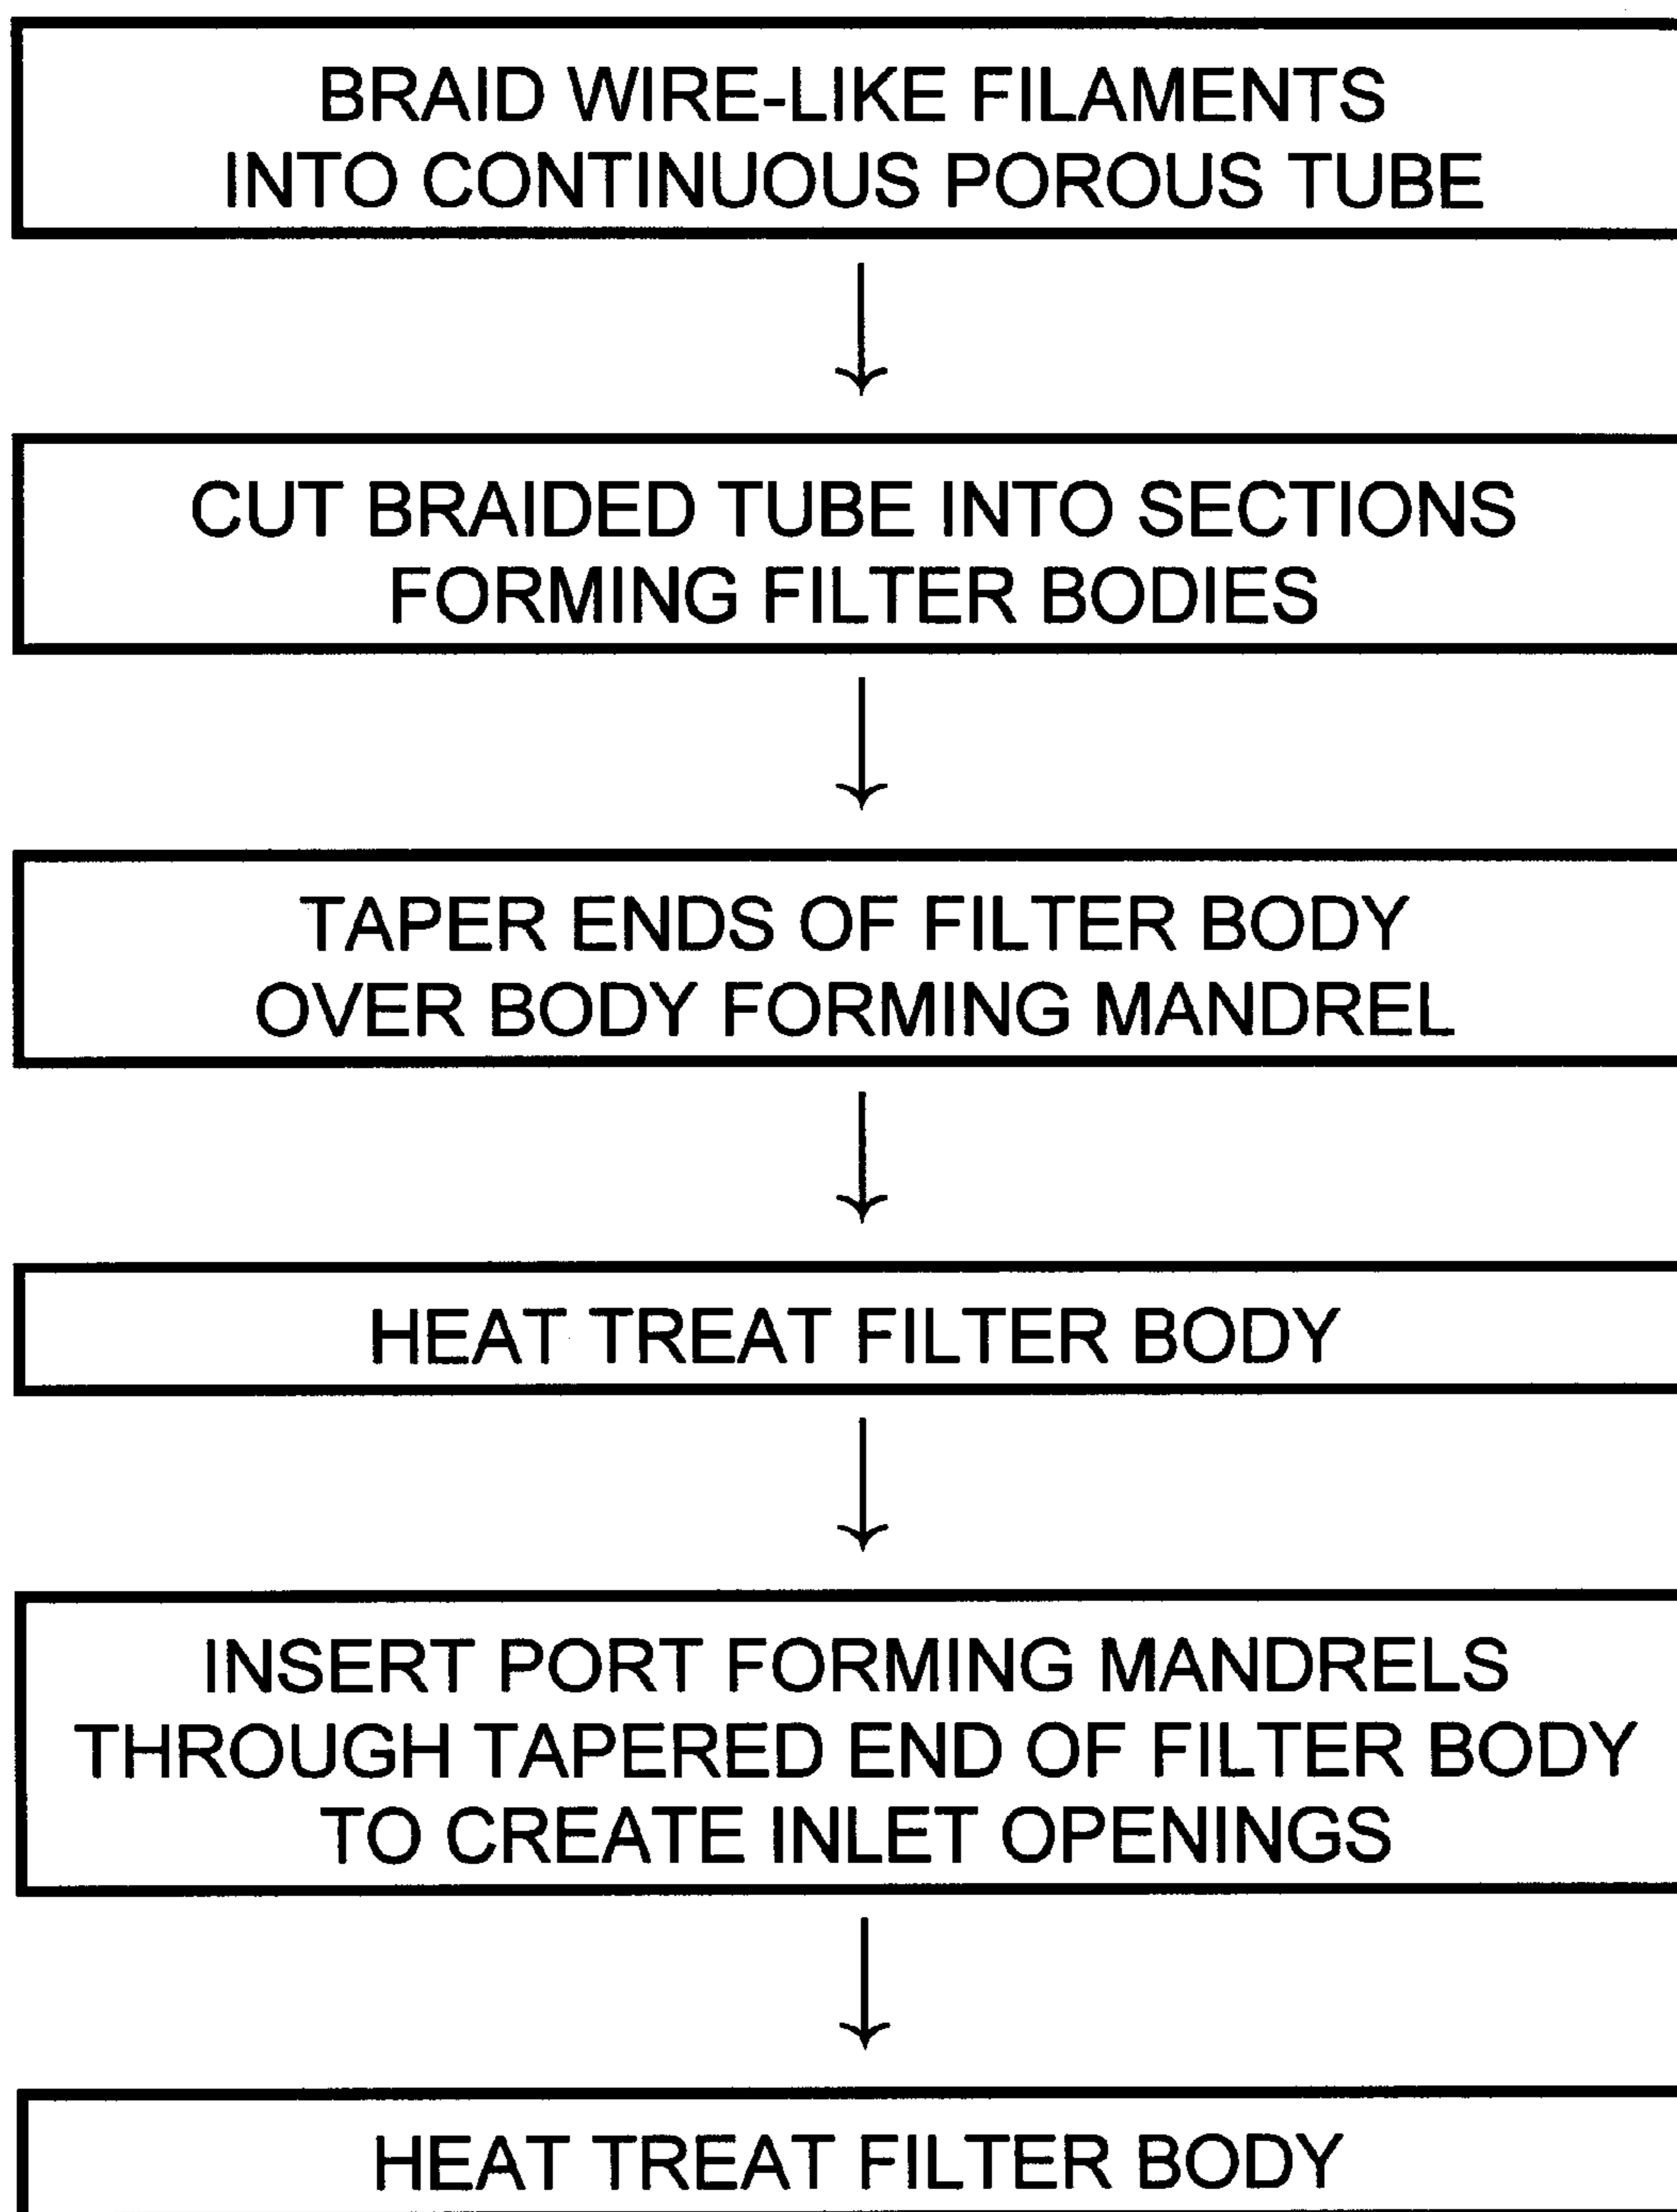 BRAID WIRE-LIKE FILAMENTS
INTO CONTINUOUS POROUS TUBE
CUT BRAIDED TUBE INTO SECTIONS
FORMING FILTER BODIES
TAPER ENDS OF FILTER BODY
OVER BODY FORMING MANDREL
HEAT TREAT FILTER BODY
INSERT PORT FORMING MANDRELS
THROUGH TAPERED END OF FILTER BODY
TO CREATE INLET OPENINGS
HEAT TREAT FILTER BODY